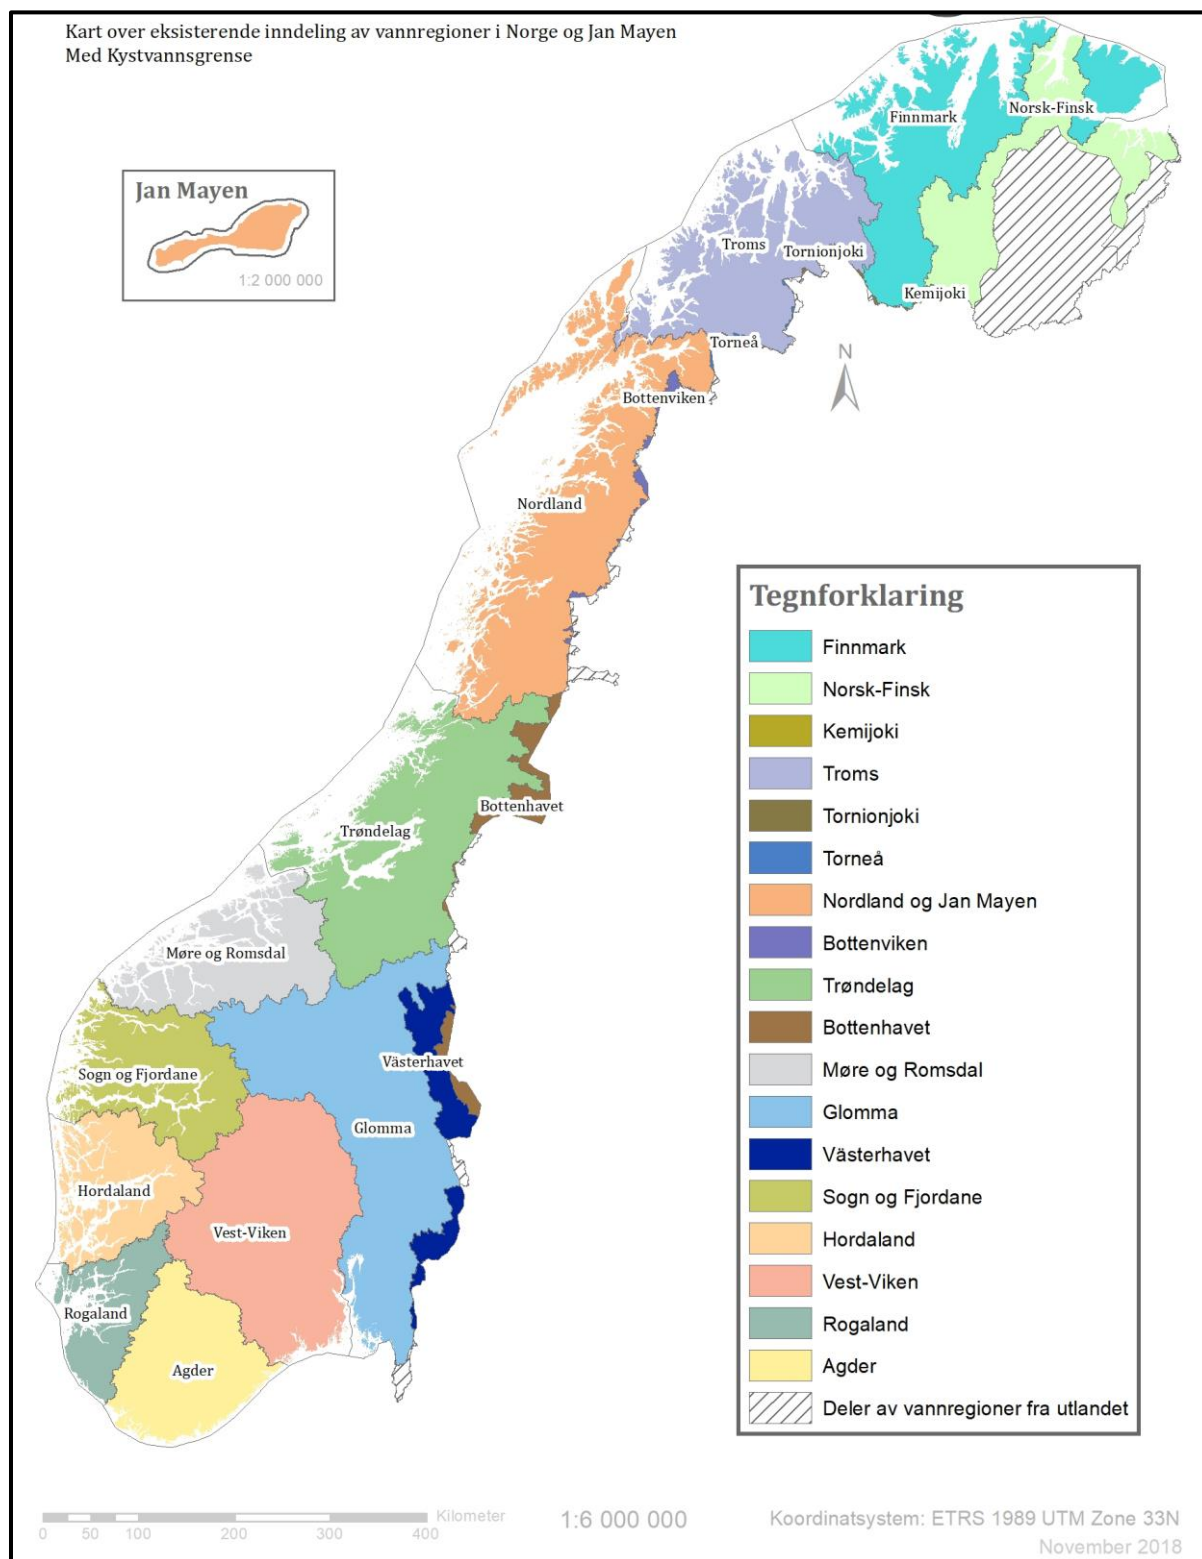 Kart over eksisterende inndeling av vannregioner i Norge og Jan Mayen
Med Kystvannsgrense
Jan Mayen
1:2 000 000
Finnmark
Norsk-Finsk
Troms
Tornionjoki
Kemijoki
Torneå
N
Bottenviken
Nordland
Bottenhavet
Trøndelag
Møre og Romsdal
Västerhavet
Sogn og Fjordane
Glomma
Hordaland
Vest-Viken
Rogaland
Agder
Tegnforklaring
Finnmark
Norsk-Finsk
Kemijoki
Troms
Tornionjoki
Torneå
Nordland og Jan Mayen
Bottenviken
Trøndelag
Bottenhavet
Møre og Romsdal
Glomma
Västerhavet
Sogn og Fjordane
Hordaland
Vest-Viken
Rogaland
Agder
Deler av vannregioner fra utlandet
Kilometer
0 50 100 200 300 400
1:6 000 000
Koordinatsystem: ETRS 1989 UTM Zone 33N
November 2018